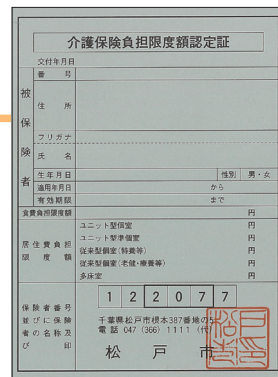 介護保険負担限度額認定証
交付年月日
被保険者
番号
住所
フリガナ
氏名
生年月日 性別 男・女
適用年月日 から
有効期限 まで
食費負担限度額 円
居住費負担限度額
ユニット型個室 円
ユニット型準個室 円
従来型個室(特養等) 円
従来型個室(老健・療養等) 円
多床室 円
保険者番号並びに保険者の名称及び印
122077
千葉県松戸市根本387番地の5
電話 047 (366) 1111 (代)
松戸市